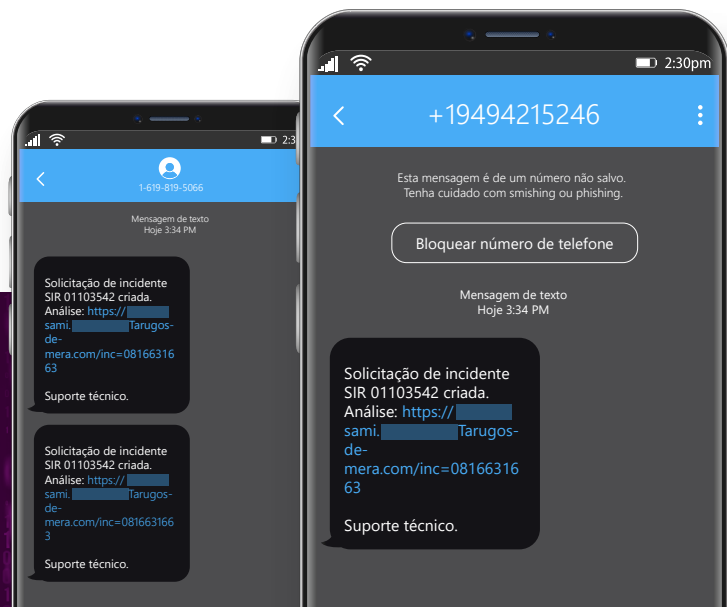 2:3
1-619-819-5066
Mensagem de texto
Hoje 3:34 PM
Solicitação de incidente
SIR 01103542 criada.
Análise: https://
sami. Tarugos-
de-
mera.com/inc=08166316
63
Suporte técnico.
Solicitação de incidente
SIR 01103542 criada.
Análise: https://
sami. Tarugos-
de-
mera.com/inc=081663166
3
Suporte técnico.
2:30pm
+19494215246
Esta mensagem é de um número não salvo.
Tenha cuidado com smishing ou phishing.
Bloquear número de telefone
Mensagem de texto
Hoje 3:34 PM
Solicitação de incidente
SIR 01103542 criada.
Análise: https://
sami. Tarugos-
de-
mera.com/inc=08166316
63
Suporte técnico.